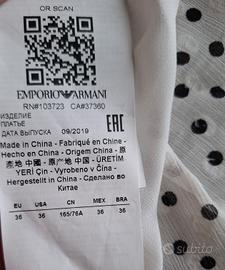 QR SCAN
EMPORIO ARMANI
RN#103723 CA#37360
ИЗДЕЛИЕ
ПЛАТЬЕ
ДАТА ВЫПУСКА 09/2019
EAC
Made in China - Fabriqué en Chine -
Hecho en China - Origem China - 原
產地 中國 - 原产地 中国 - ÜRETİM
YERİ Çin - Vyrobeno v Čína -
Hergestellt in China - Сделано во
Китае
EU USA CN MEX BRA
36 36 165/76A 36 36
subito